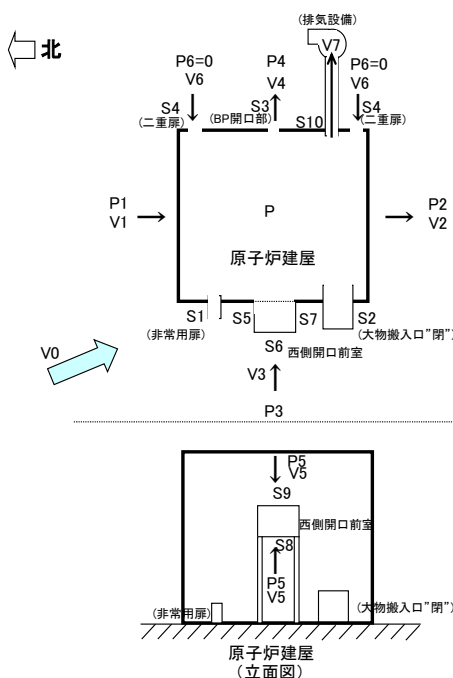 (排気設備)
北
V7
P6=0
V6
P4
V4
P6=0
V6
S4
(二重扉)
S3
(BP開口部)
S10
S4
(二重扉)
P1
V1
P
P2
V2
原子炉建屋
S1
(非常用扉)
S5
S7
S2
(大物搬入口"閉")
S6
西側開口前室
V0
V3
P3
P5
V5
S9
西側開口前室
S8
P5
V5
(非常用扉)
(大物搬入口"閉")
原子炉建屋
(立面図)